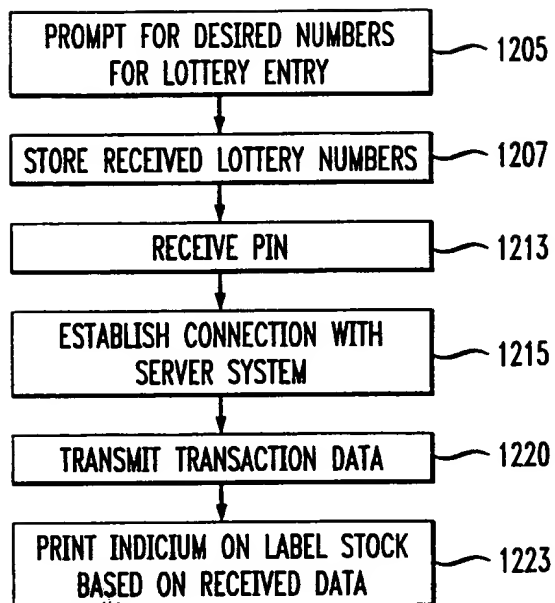 PROMPT FOR DESIRED NUMBERS
FOR LOTTERY ENTRY
1205
STORE RECEIVED LOTTERY NUMBERS
1207
RECEIVE PIN
1213
ESTABLISH CONNECTION WITH
SERVER SYSTEM
1215
TRANSMIT TRANSACTION DATA
1220
PRINT INDICIUM ON LABEL STOCK
BASED ON RECEIVED DATA
1223